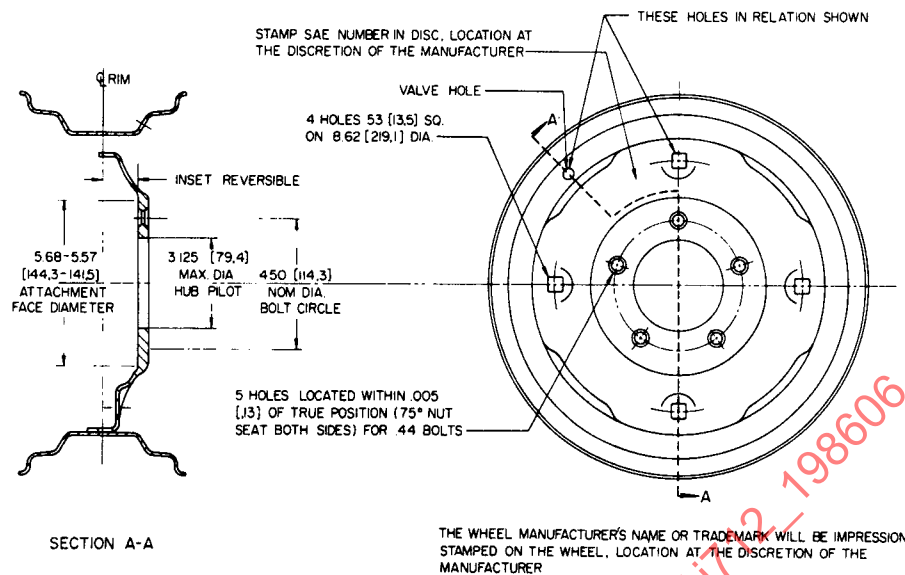 THESE HOLES IN RELATION SHOWN
STAMP SAE NUMBER IN DISC, LOCATION AT
THE DISCRETION OF THE MANUFACTURER
℄ RIM
VALVE HOLE
A
4 HOLES 53 [13,5] SQ.
ON 8.62 [219,1] DIA.
INSET REVERSIBLE
5.68-5.57
[144,3-141,5]
ATTACHMENT
FACE DIAMETER
3.125 [79,4]
MAX. DIA
HUB PILOT
4.50 [114,3]
NOM DIA.
BOLT CIRCLE
5 HOLES LOCATED WITHIN .005
[.13] OF TRUE POSITION (75° NUT
SEAT BOTH SIDES) FOR .44 BOLTS
A
SECTION A-A
THE WHEEL MANUFACTURER'S NAME OR TRADEMARK WILL BE IMPRESSION
STAMPED ON THE WHEEL, LOCATION AT THE DISCRETION OF THE
MANUFACTURER
i712_198606